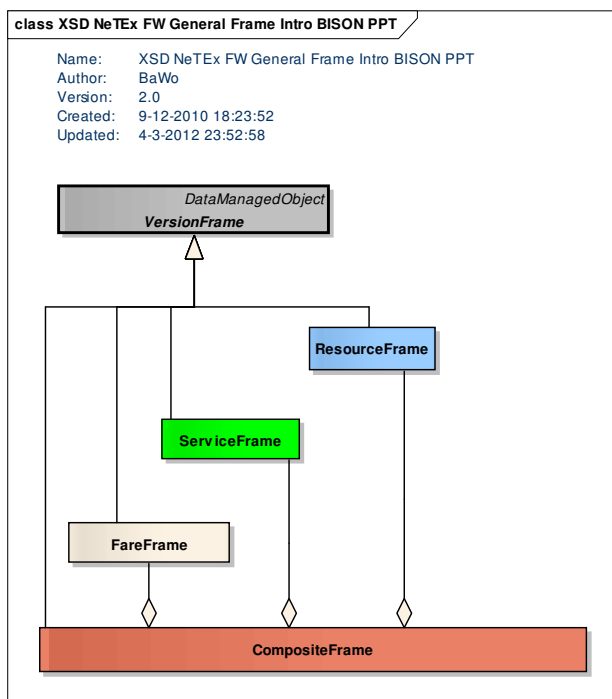 class XSD NeTEx FW General Frame Intro BISON PPT
Name: XSD NeTEx FW General Frame Intro BISON PPT
Author: BaWo
Version: 2.0
Created: 9-12-2010 18:23:52
Updated: 4-3-2012 23:52:58
DataManagedObject
VersionFrame
ResourceFrame
ServiceFrame
FareFrame
CompositeFrame